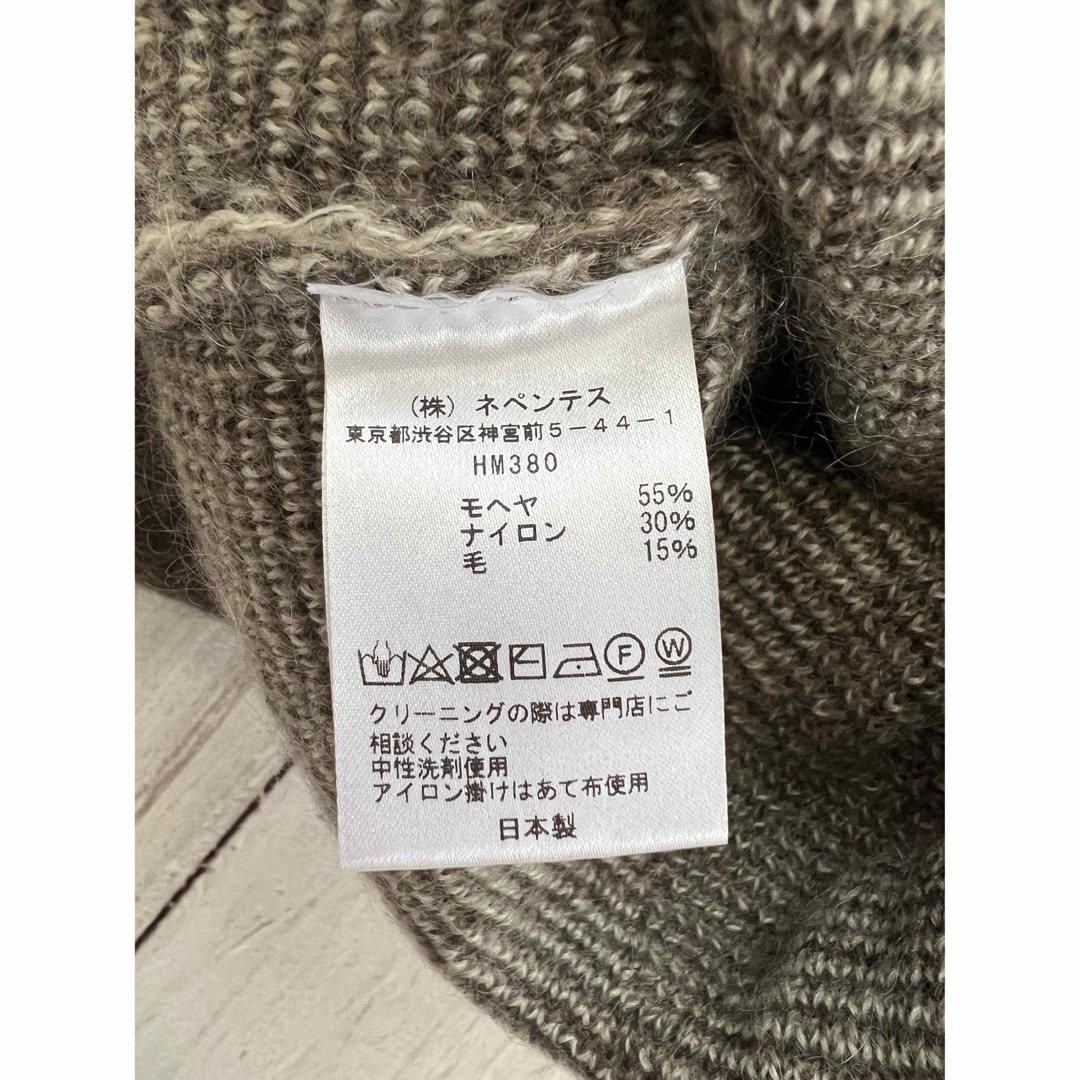 （株）ネペンテス
東京都渋谷区神宮前５－４４－１
HM380
モヘヤ 55%
ナイロン 30%
毛 15%
F W
クリーニングの際は専門店にご
相談ください
中性洗剤使用
アイロン掛けはあて布使用
日本製